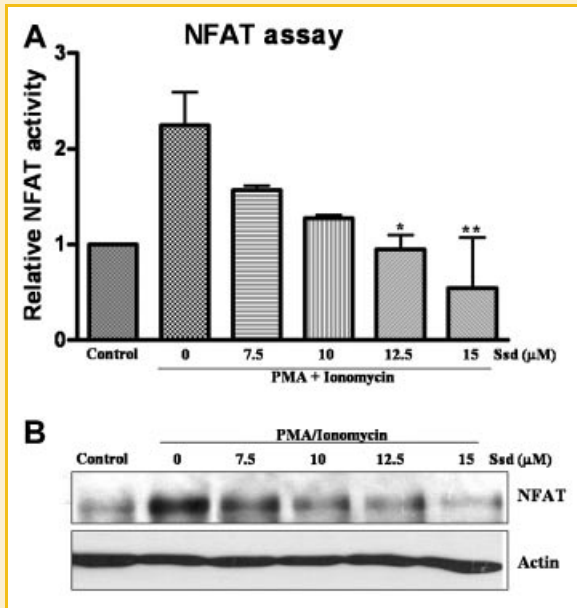 A
NFAT assay
Relative NFAT activity
3
2
1
0
* **
Control 0 7.5 10 12.5 15 Ssd (μM)
PMA + Ionomycin
B
PMA/Ionomycin
Control 0 7.5 10 12.5 15 Ssd (μM)
NFAT
Actin